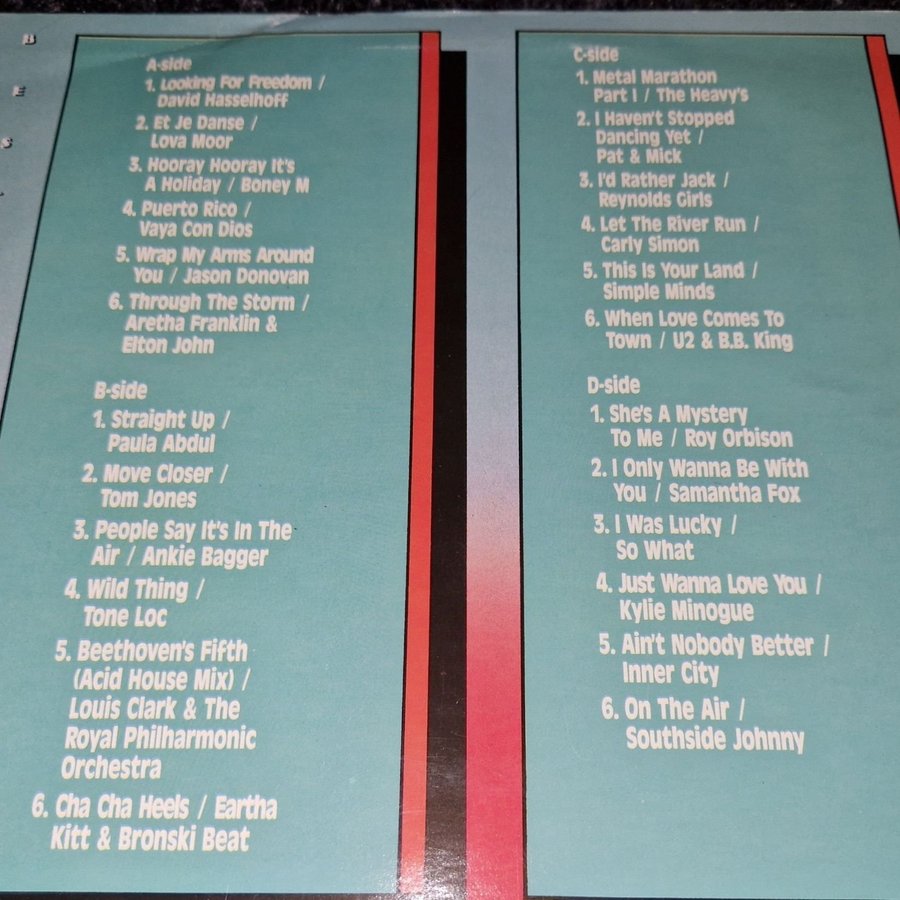 B
E
S
A-side
1. Looking For Freedom /
David Hasselhoff
2. Et Je Danse /
Lova Moor
3. Hooray Hooray It's
A Holiday / Boney M
4. Puerto Rico /
Vaya Con Dios
5. Wrap My Arms Around
You / Jason Donovan
6. Through The Storm /
Aretha Franklin &
Elton John
B-side
1. Straight Up /
Paula Abdul
2. Move Closer /
Tom Jones
3. People Say It's In The
Air / Ankie Bagger
4. Wild Thing /
Tone Loc
5. Beethoven's Fifth
(Acid House Mix) /
Louis Clark & The
Royal Philharmonic
Orchestra
6. Cha Cha Heels / Eartha
Kitt & Bronski Beat
C-side
1. Metal Marathon
Part I / The Heavy's
2. I Haven't Stopped
Dancing Yet /
Pat & Mick
3. I'd Rather Jack /
Reynolds Girls
4. Let The River Run /
Carly Simon
5. This Is Your Land /
Simple Minds
6. When Love Comes To
Town / U2 & B.B. King
D-side
1. She's A Mystery
To Me / Roy Orbison
2. I Only Wanna Be With
You / Samantha Fox
3. I Was Lucky /
So What
4. Just Wanna Love You /
Kylie Minogue
5. Ain't Nobody Better /
Inner City
6. On The Air /
Southside Johnny